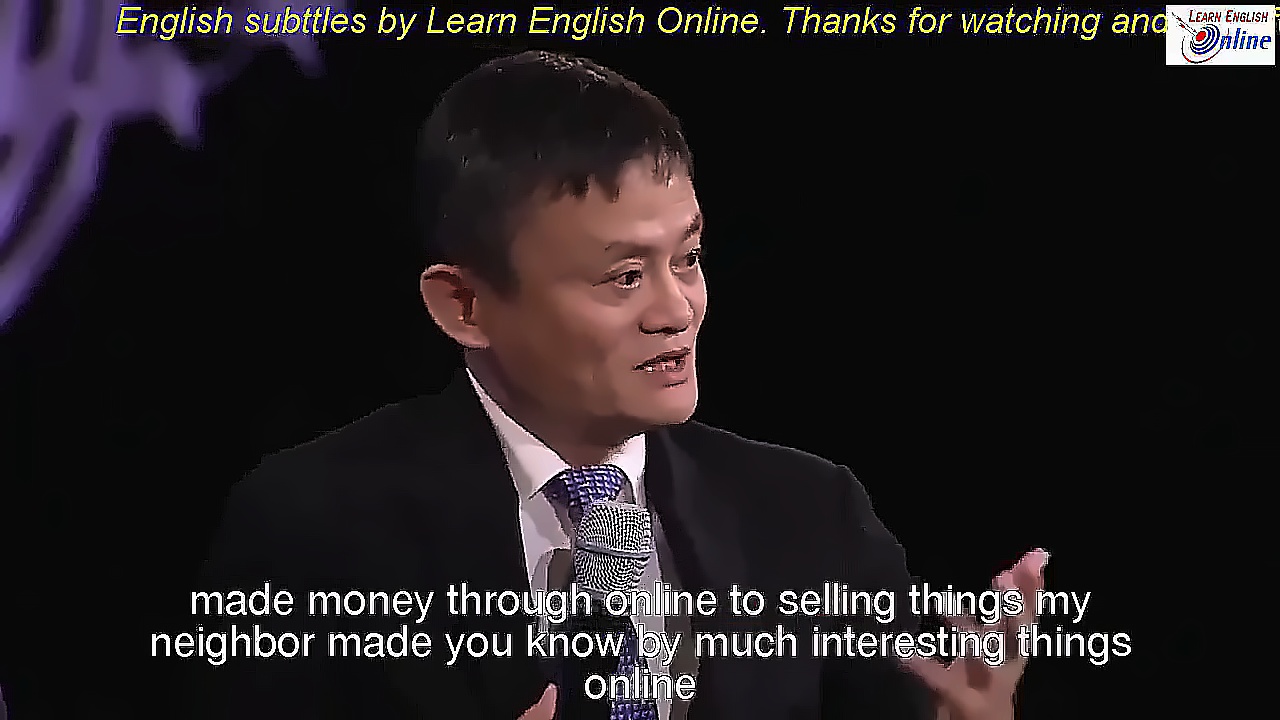 English subttles by Learn English Online. Thanks for watching and
LEARN ENGLISH
Online
made money through online to selling things my
neighbor made you know by much interesting things
online